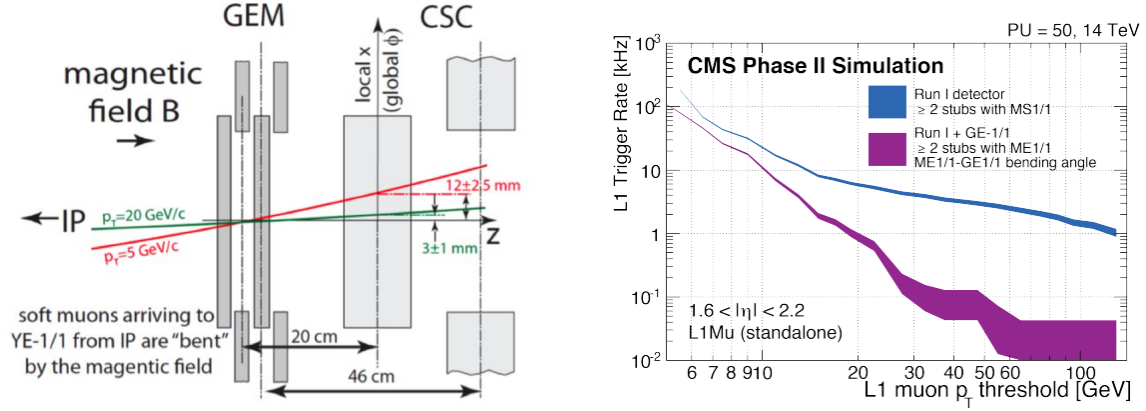 GEM
CSC
magnetic
field B
local x
(global ϕ)
12±2.5 mm
IP
p_T=20 GeV/c
p_T=5 GeV/c
Z
3±1 mm
soft muons arriving to
YE-1/1 from IP are “bent”
by the magentic field
20 cm
46 cm
PU = 50, 14 TeV
L1 Trigger Rate [kHz]
10³
10²
10
1
10⁻¹
10⁻²
CMS Phase II Simulation
Run I detector
≥ 2 stubs with MS1/1
Run I + GE-1/1
≥ 2 stubs with ME1/1
ME1/1-GE1/1 bending angle
1.6 < |η| < 2.2
L1Mu (standalone)
6 7 8 910 20 30 40 50 60 100
L1 muon p_T threshold [GeV]